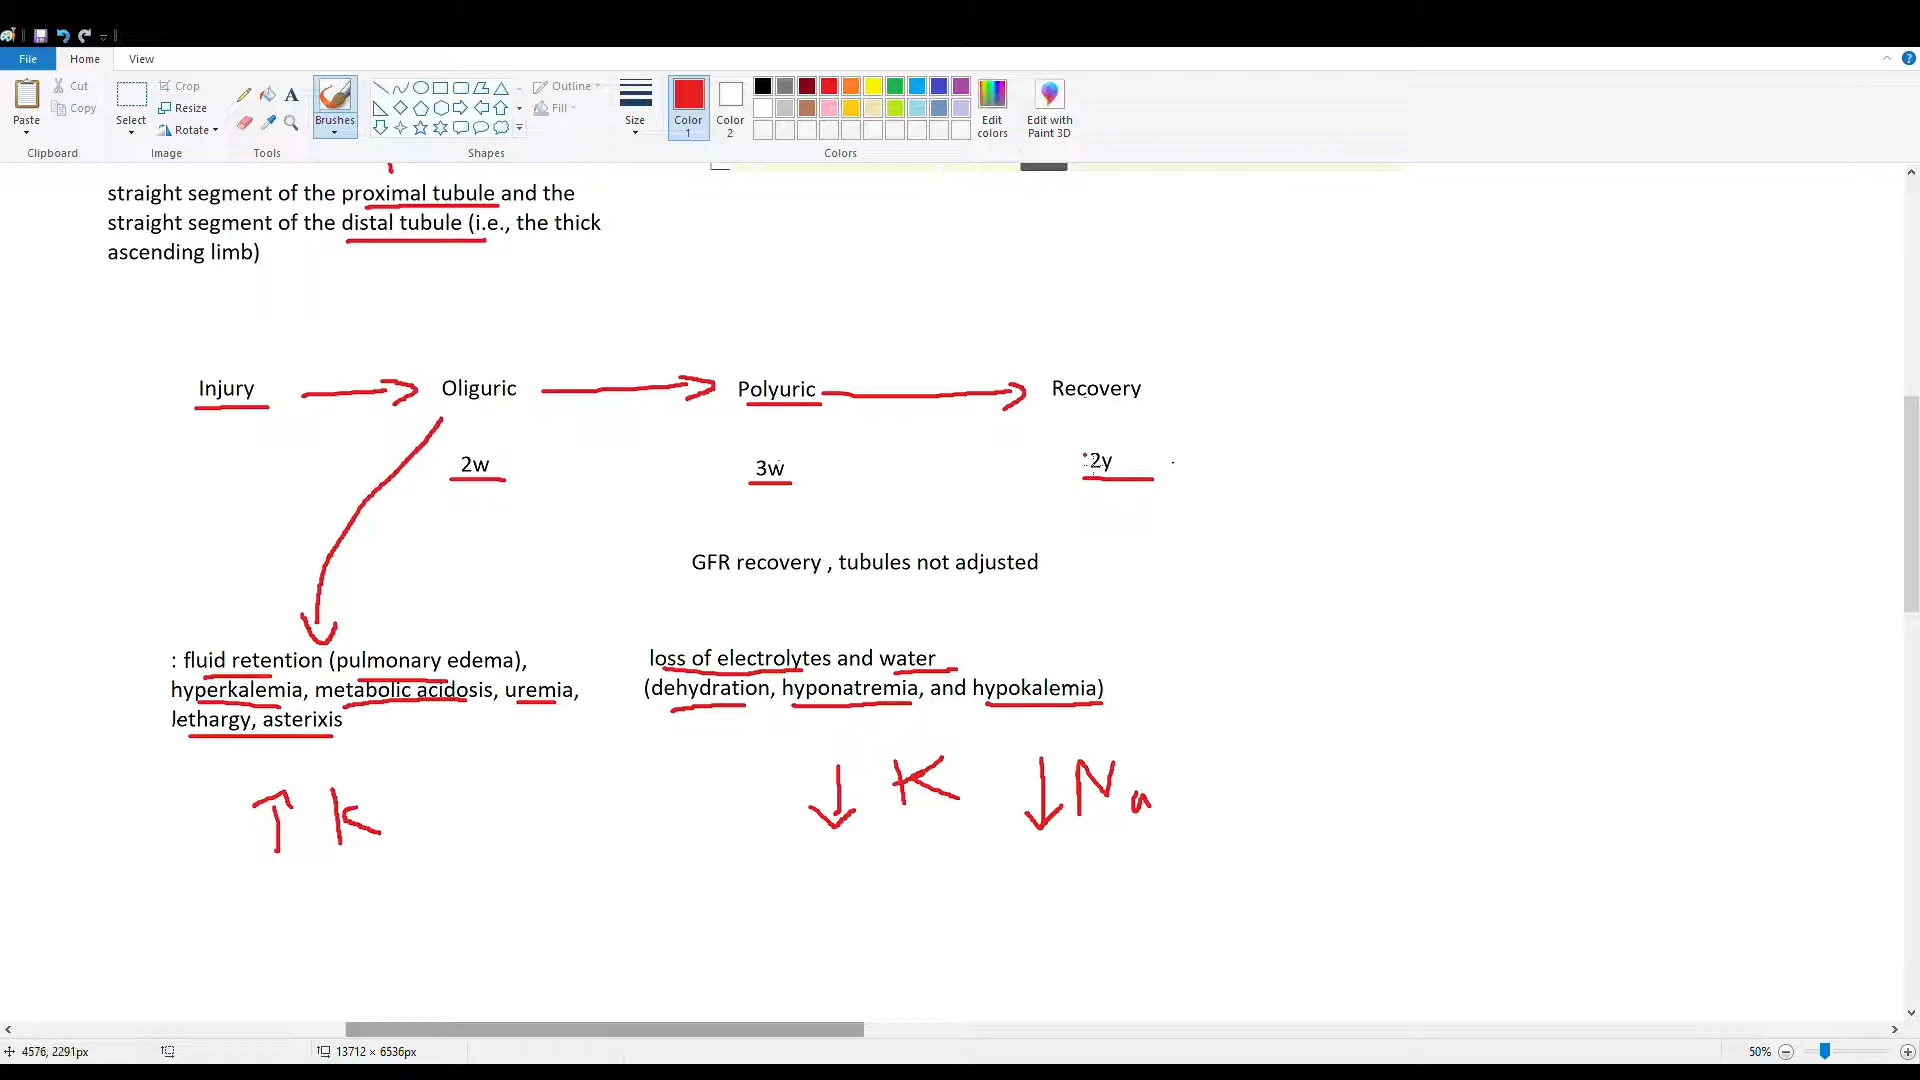 File Home View
Paste Cut Copy Select Crop Resize Rotate Brushes Outline Fill Size Color 1 Color 2 Edit colors Edit with Paint 3D
Clipboard Image Tools Shapes Colors
straight segment of the proximal tubule and the
straight segment of the distal tubule (i.e., the thick
ascending limb)
Injury Oliguric Polyuric Recovery
2w 3w 2y
GFR recovery , tubules not adjusted
: fluid retention (pulmonary edema),
hyperkalemia, metabolic acidosis, uremia,
lethargy, asterixis
loss of electrolytes and water
(dehydration, hyponatremia, and hypokalemia)
↑ K
↓ K ↓ Na
4576, 2291px 13712 × 6536px 50%